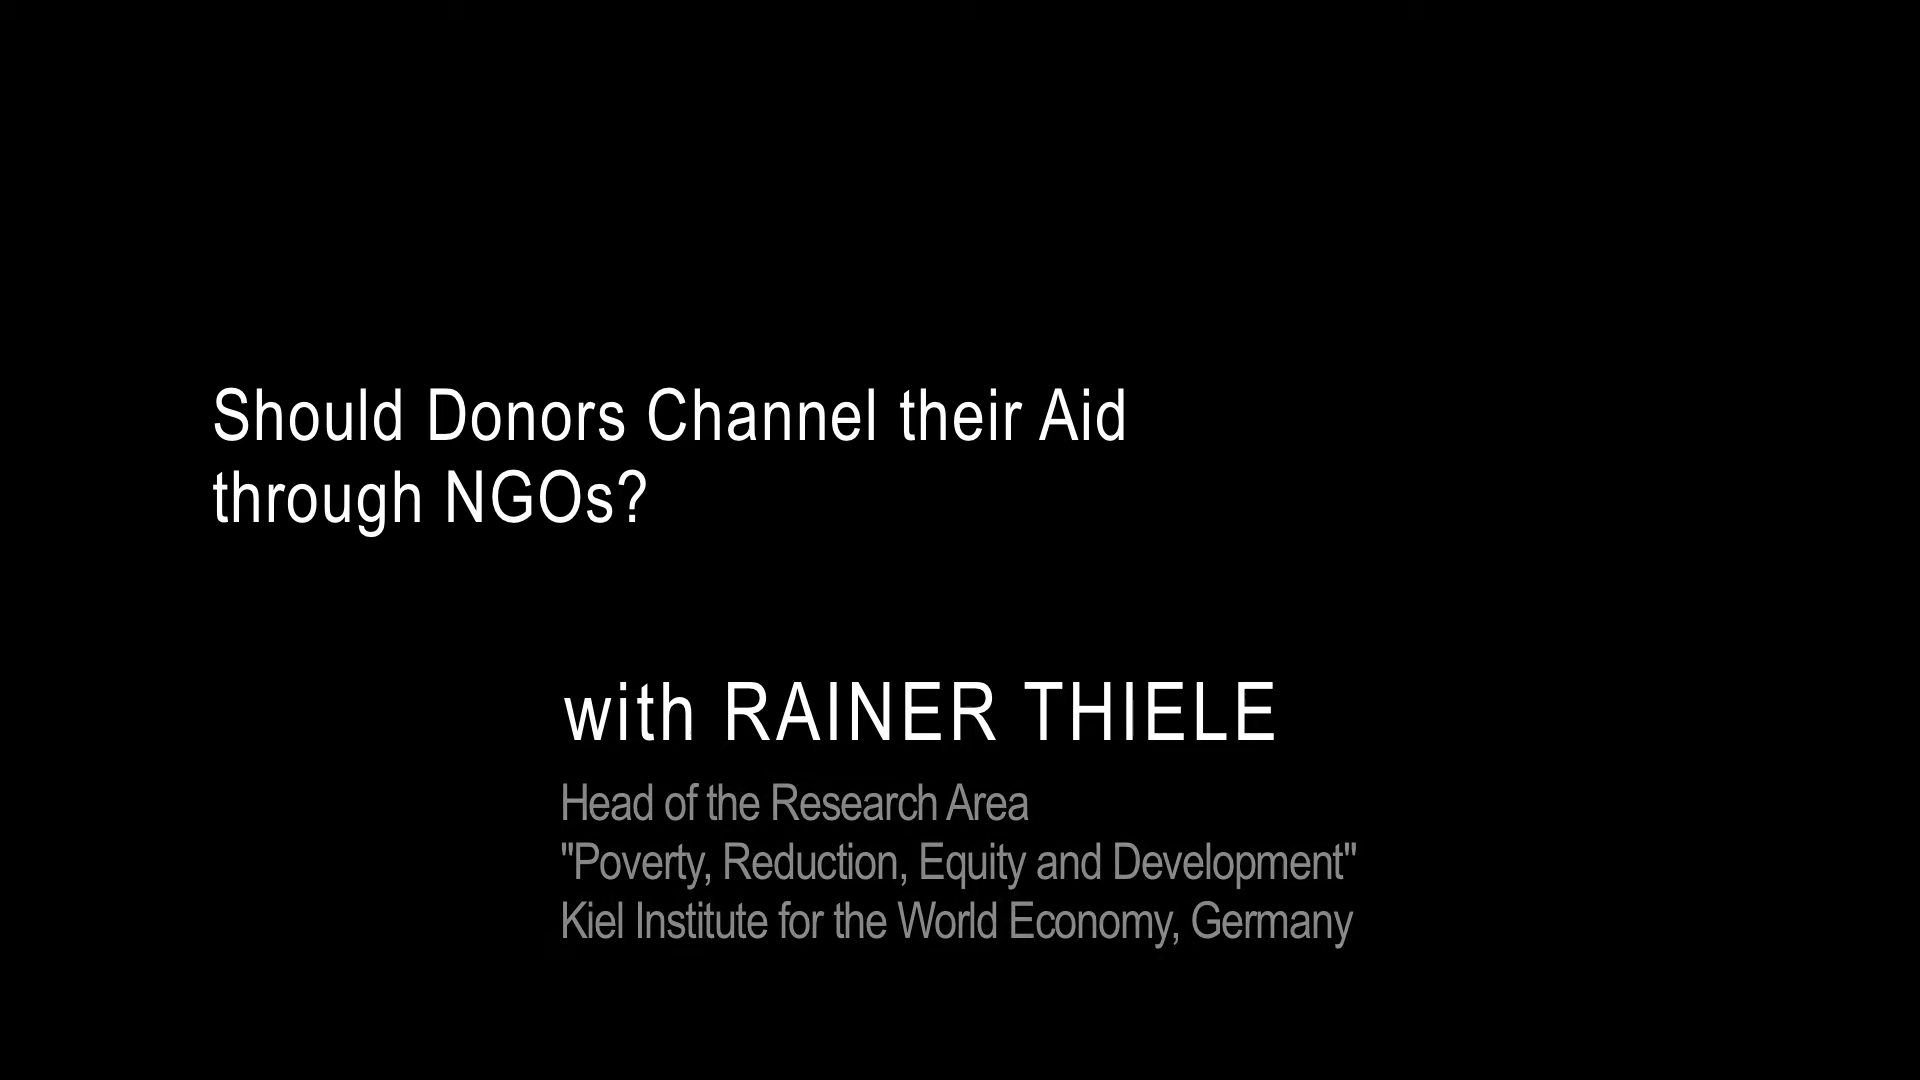 Should Donors Channel their Aid
through NGOs?
with RAINER THIELE
Head of the Research Area
"Poverty, Reduction, Equity and Development"
Kiel Institute for the World Economy, Germany